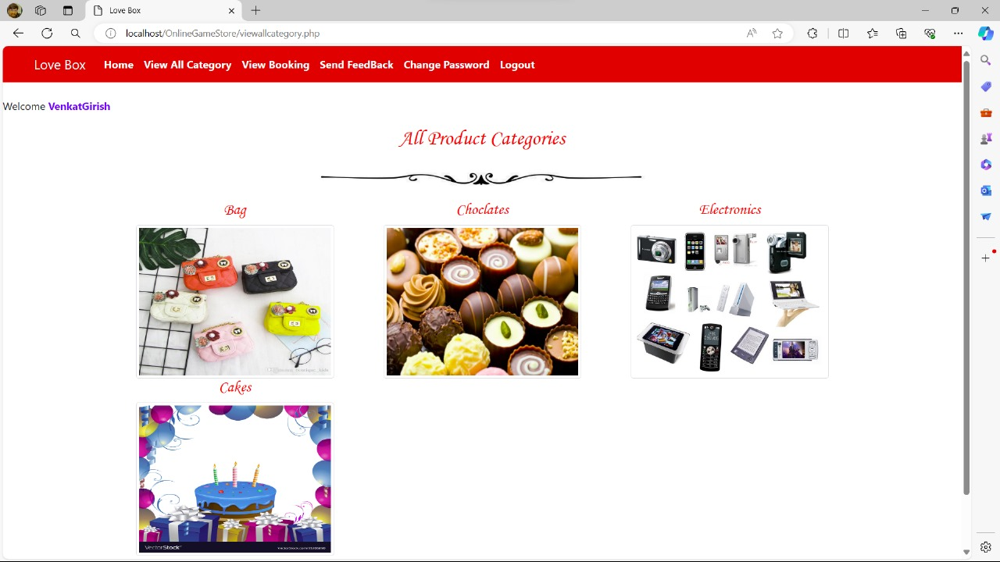 Love Box
localhost/OnlineGameStore/viewallcategory.php
Love Box Home View All Category View Booking Send FeedBack Change Password Logout
Welcome VenkatGirish
All Product Categories
Bag Choclates Electronics
Cakes
VectorStock